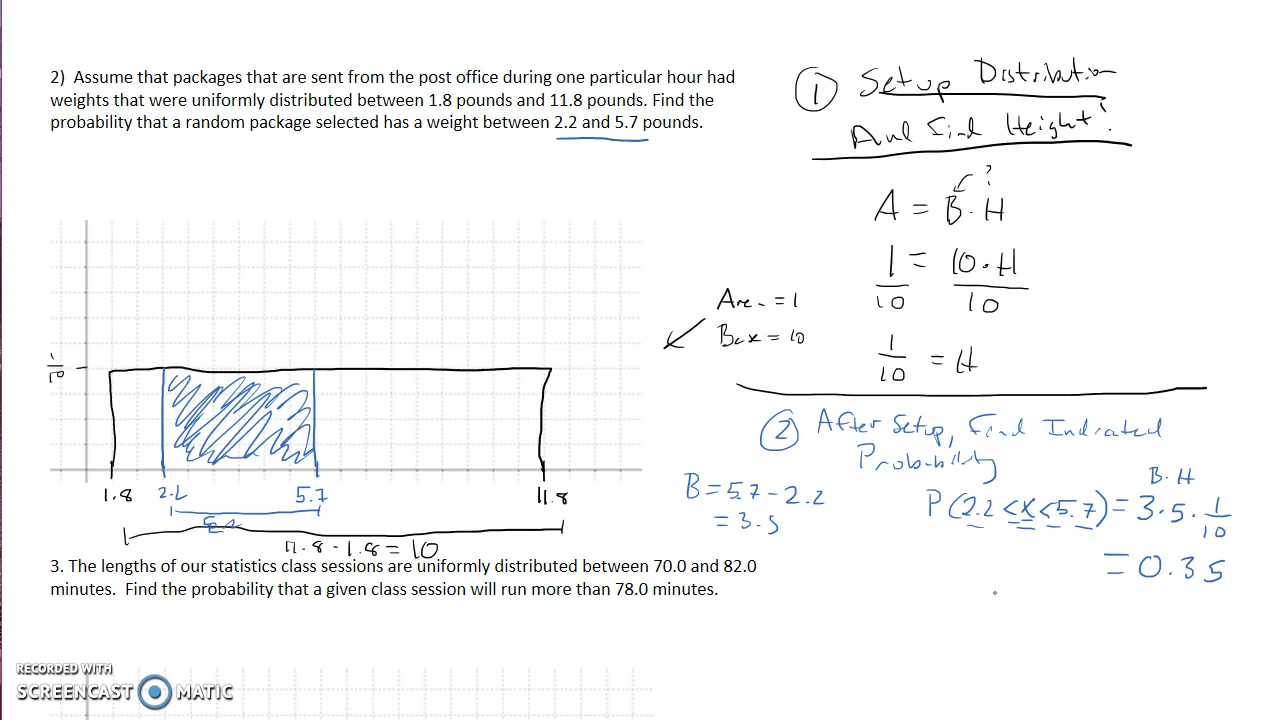 2) Assume that packages that are sent from the post office during one particular hour had
weights that were uniformly distributed between 1.8 pounds and 11.8 pounds. Find the
probability that a random package selected has a weight between 2.2 and 5.7 pounds.
① Setup Distribution
And Find Height:
?
A = B · H
1 = 10 · H
10 10
Area = 1
Base = 10
1/10 = H
1/10
1.8 2.2 5.7 11.8
11.8 - 1.8 = 10
② After Setup, Find Indicated
Probability
B = 5.7 - 2.2
= 3.5
B · H
P(2.2 < x < 5.7) = 3.5 · 1/10
= 0.35
3. The lengths of our statistics class sessions are uniformly distributed between 70.0 and 82.0
minutes. Find the probability that a given class session will run more than 78.0 minutes.
RECORDED WITH
SCREENCAST MATIC